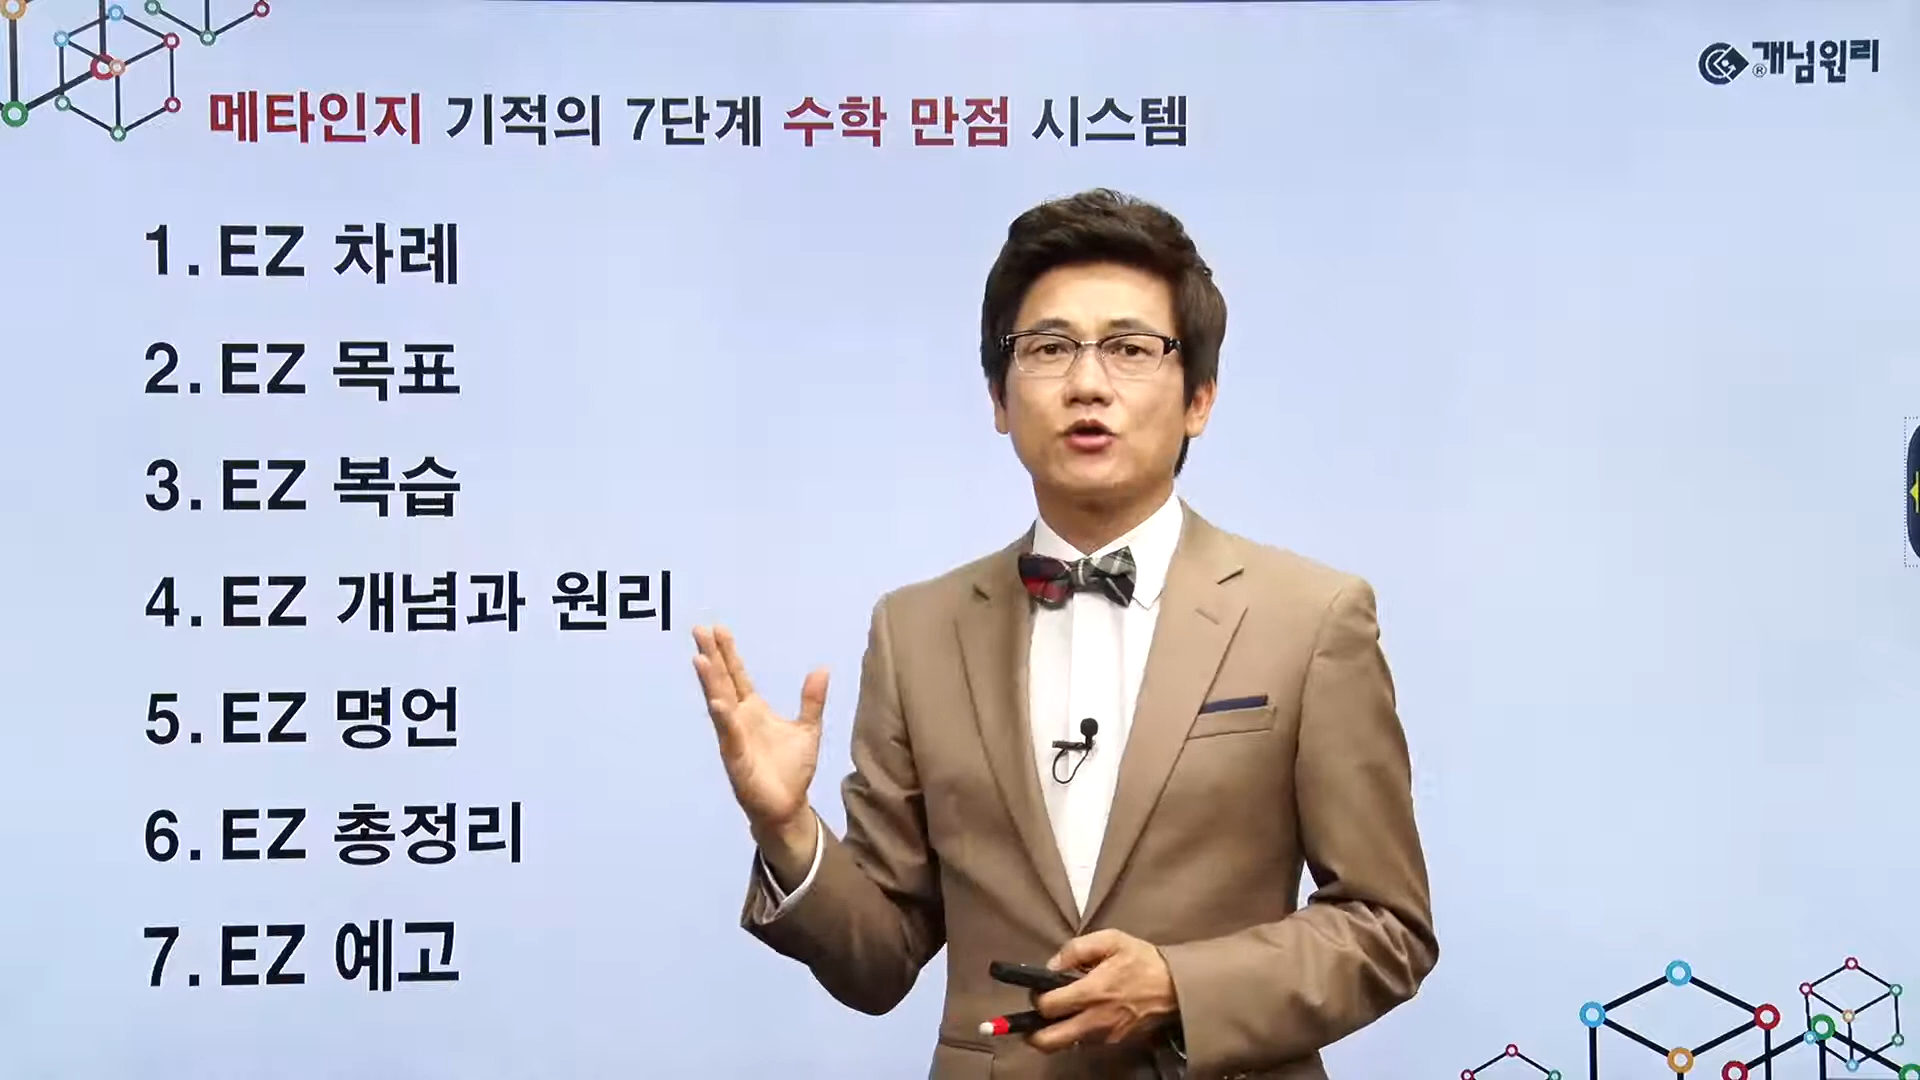 개념원리
메타인지 기적의 7단계 수학 만점 시스템
1. EZ 차례
2. EZ 목표
3. EZ 복습
4. EZ 개념과 원리
5. EZ 명언
6. EZ 총정리
7. EZ 예고